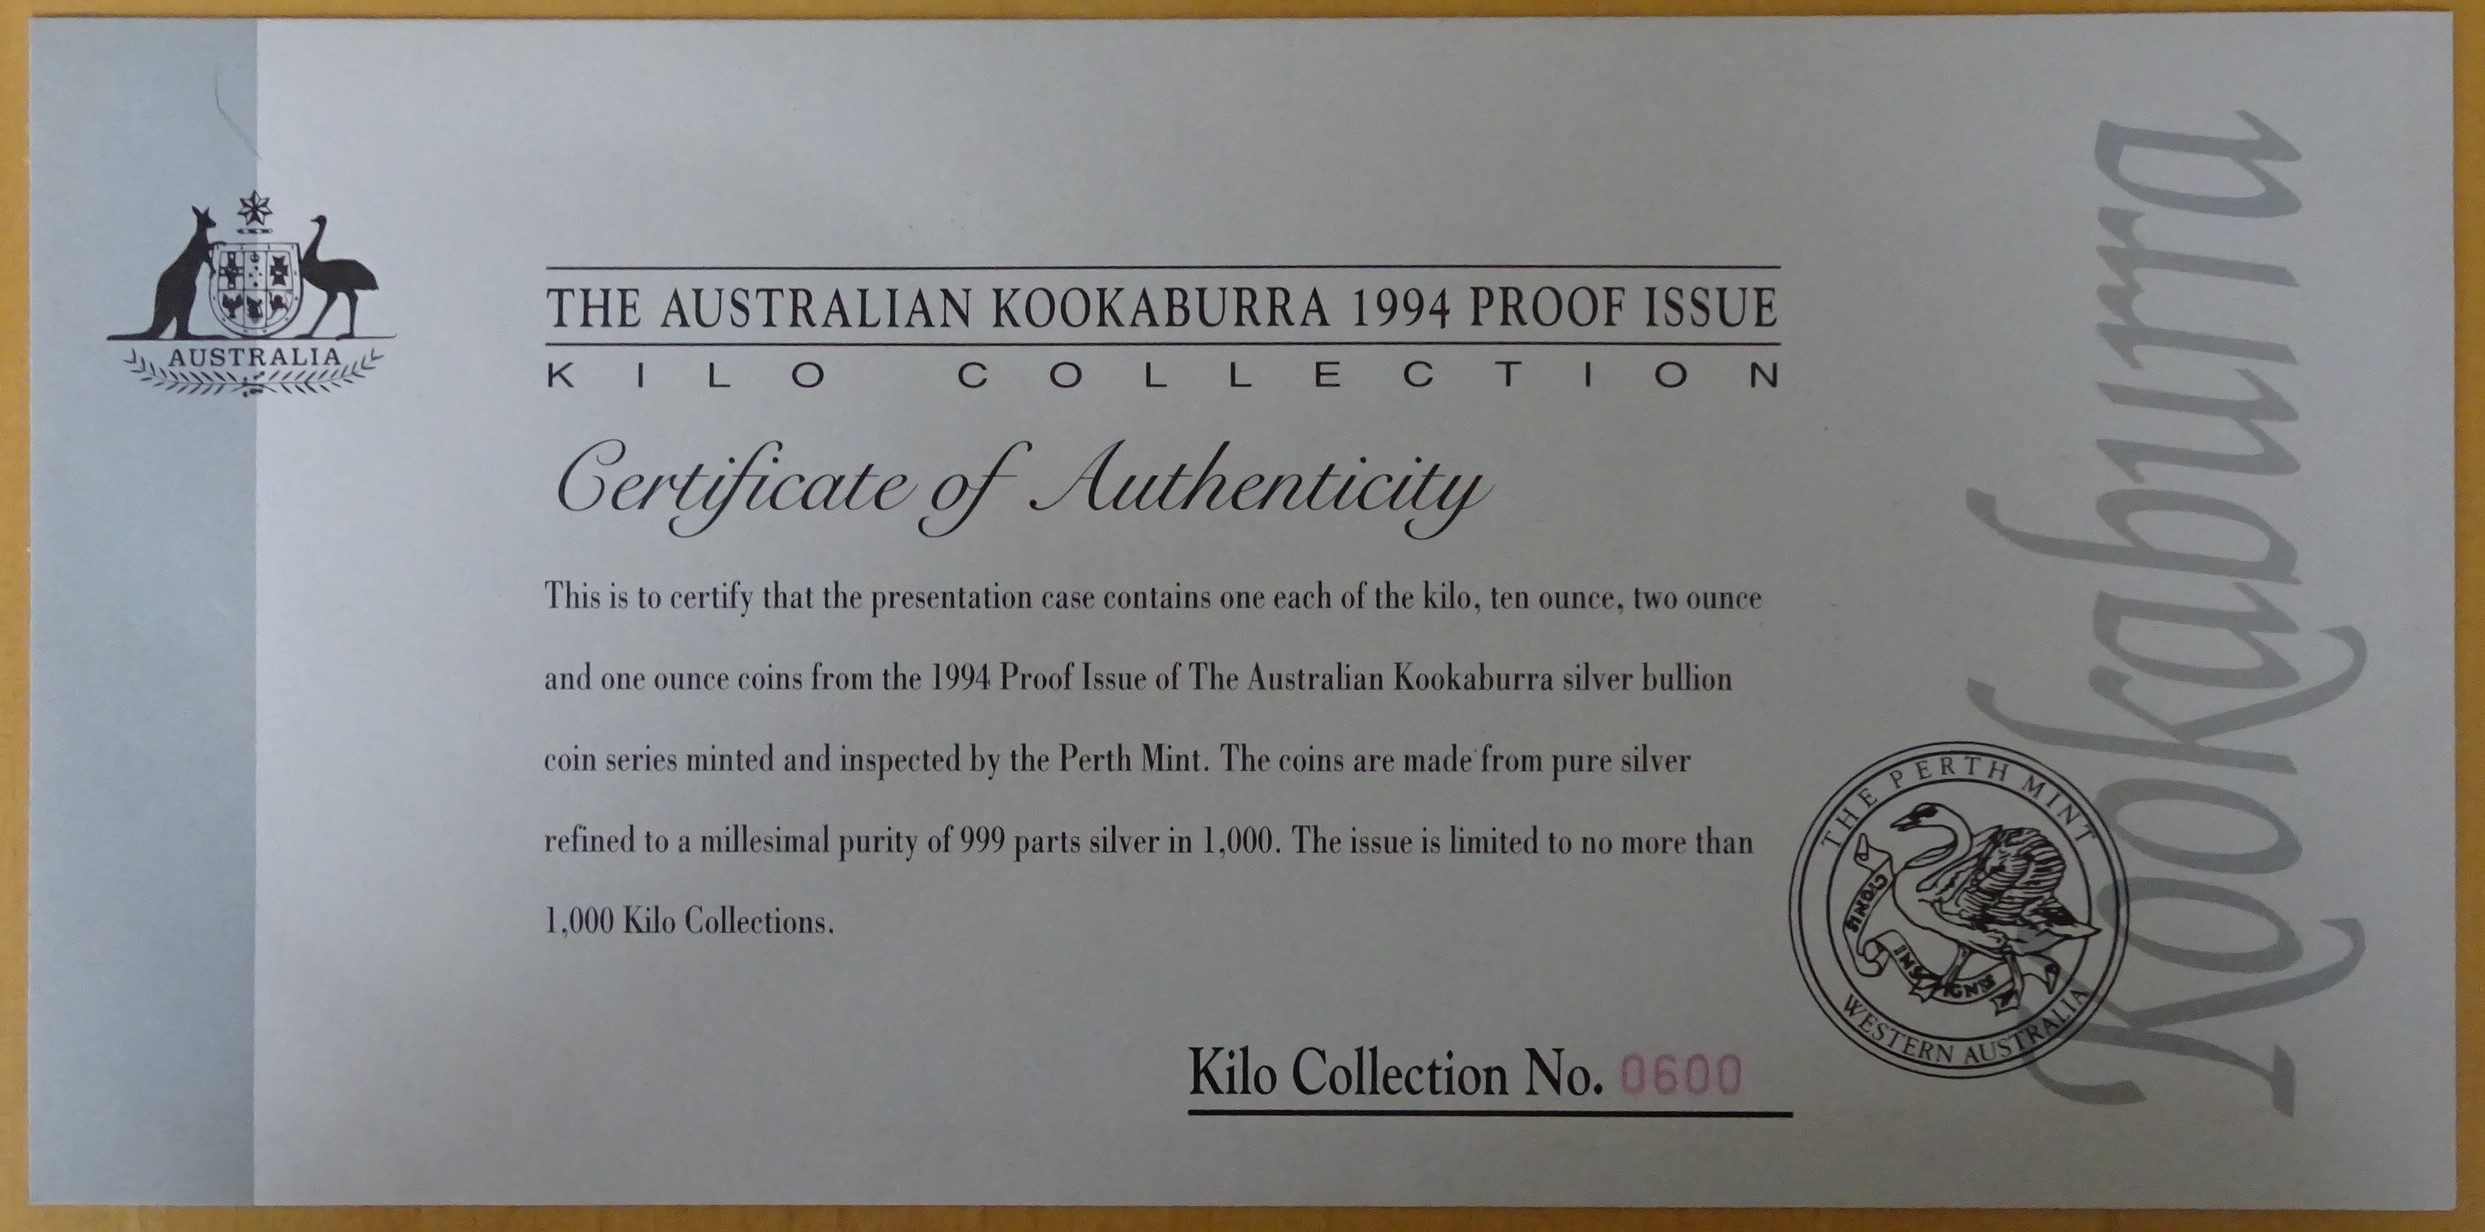 AUSTRALIA
THE AUSTRALIAN KOOKABURRA 1994 PROOF ISSUE
KILO COLLECTION
Certificate of Authenticity
This is to certify that the presentation case contains one each of the kilo, ten ounce, two ounce
and one ounce coins from the 1994 Proof Issue of The Australian Kookaburra silver bullion
coin series minted and inspected by the Perth Mint. The coins are made from pure silver
refined to a millesimal purity of 999 parts silver in 1,000. The issue is limited to no more than
1,000 Kilo Collections.
Kilo Collection No. 0600
THE PERTH MINT
CYGNIS
INSIGNIS
WESTERN AUSTRALIA
Kookaburra